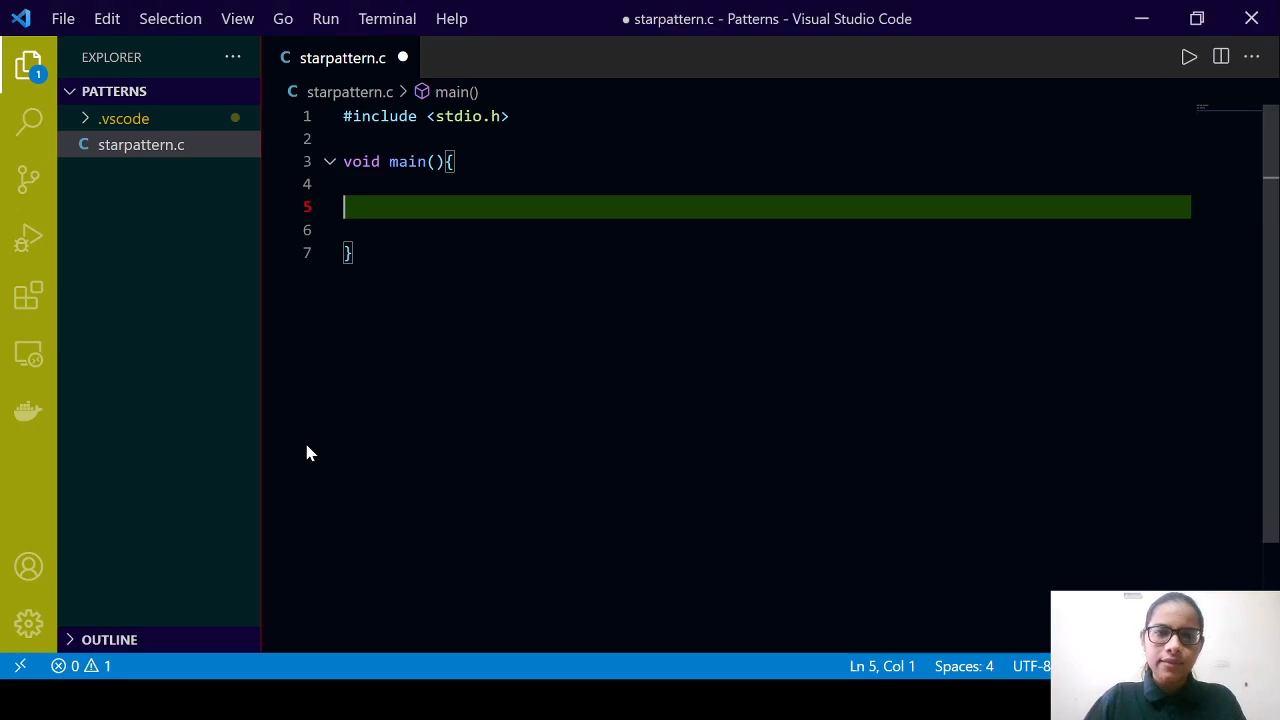 File Edit Selection View Go Run Terminal Help ● starpattern.c - Patterns - Visual Studio Code
EXPLORER ···
C starpattern.c
1
PATTERNS
C starpattern.c > main()
.vscode
starpattern.c
1 #include <stdio.h>
2
3 void main(){
4
5
6
7 }
OUTLINE
0 1
Ln 5, Col 1 Spaces: 4 UTF-8